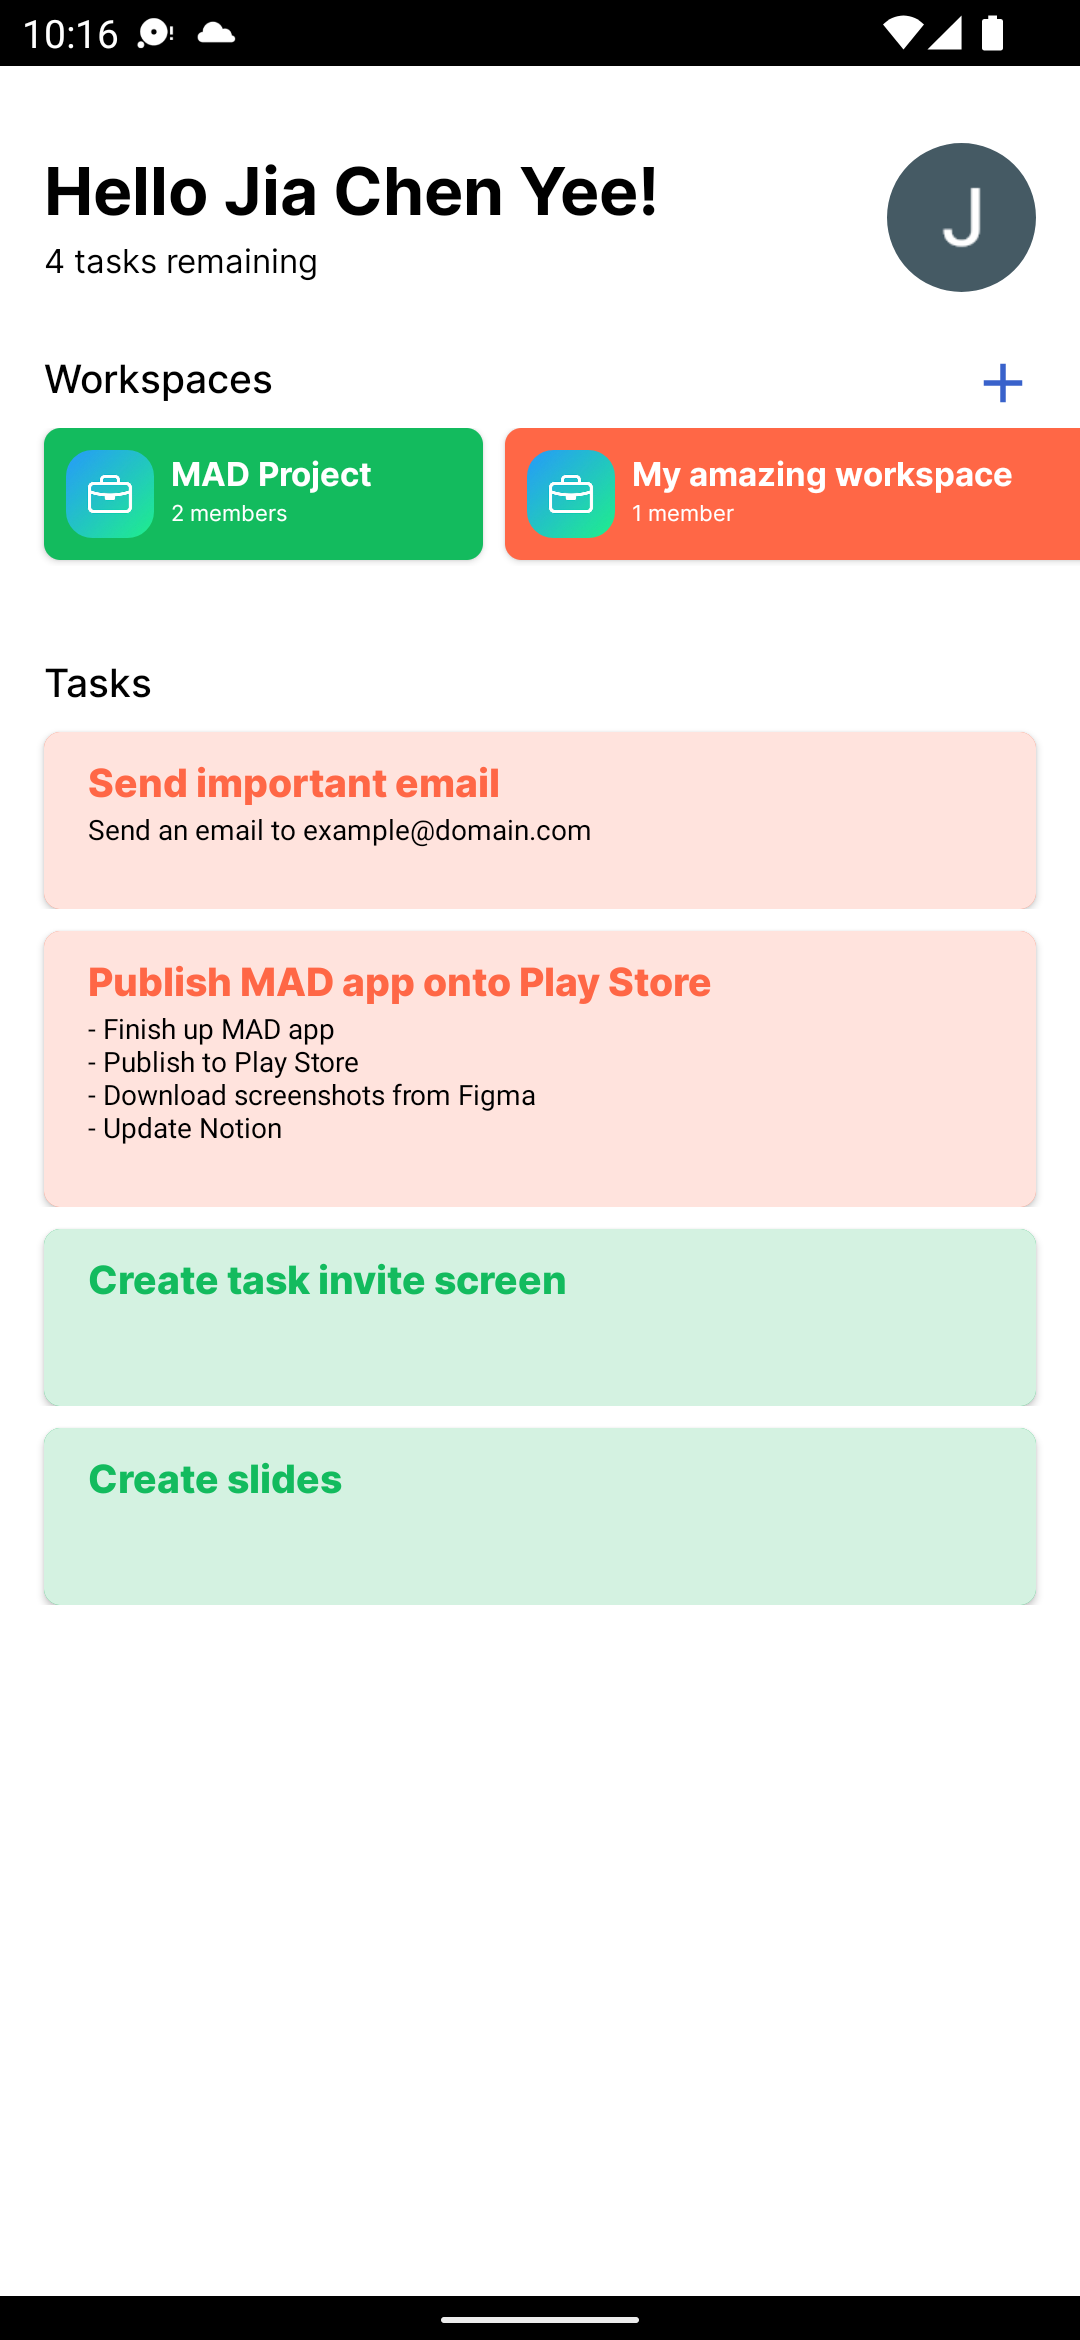 10:16
Hello Jia Chen Yee!
4 tasks remaining
J
Workspaces
MAD Project
2 members
My amazing workspace
1 member
Tasks
Send important email
Send an email to example@domain.com
Publish MAD app onto Play Store
- Finish up MAD app
- Publish to Play Store
- Download screenshots from Figma
- Update Notion
Create task invite screen
Create slides